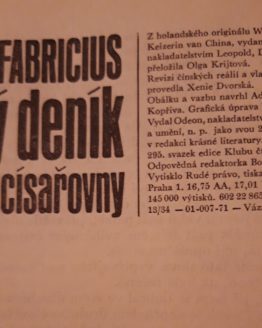 FABRICIUS
ý deník
císařovny
Z holandského originálu W
Keizerin van China, vydan
nakladatelstvím Leopold, D
přeložila Olga Krijtová.
Revizi čínských reálií a vla
provedla Xenie Dvorská.
Obálku a vazbu navrhl Ad
Kopřiva. Grafická úprava
Vydal Odeon, nakladatelství
a umění, n. p. jako svou 2
v redakci krásné literatury.
295. svazek edice Klubu č
Odpovědná redaktorka Bo
Vytisklo Rudé právo, tiska
Praha 1. 16,75 AA, 17,01
145 000 výtisků. 602 22 86
13/34 — 01-007-71 — Váz